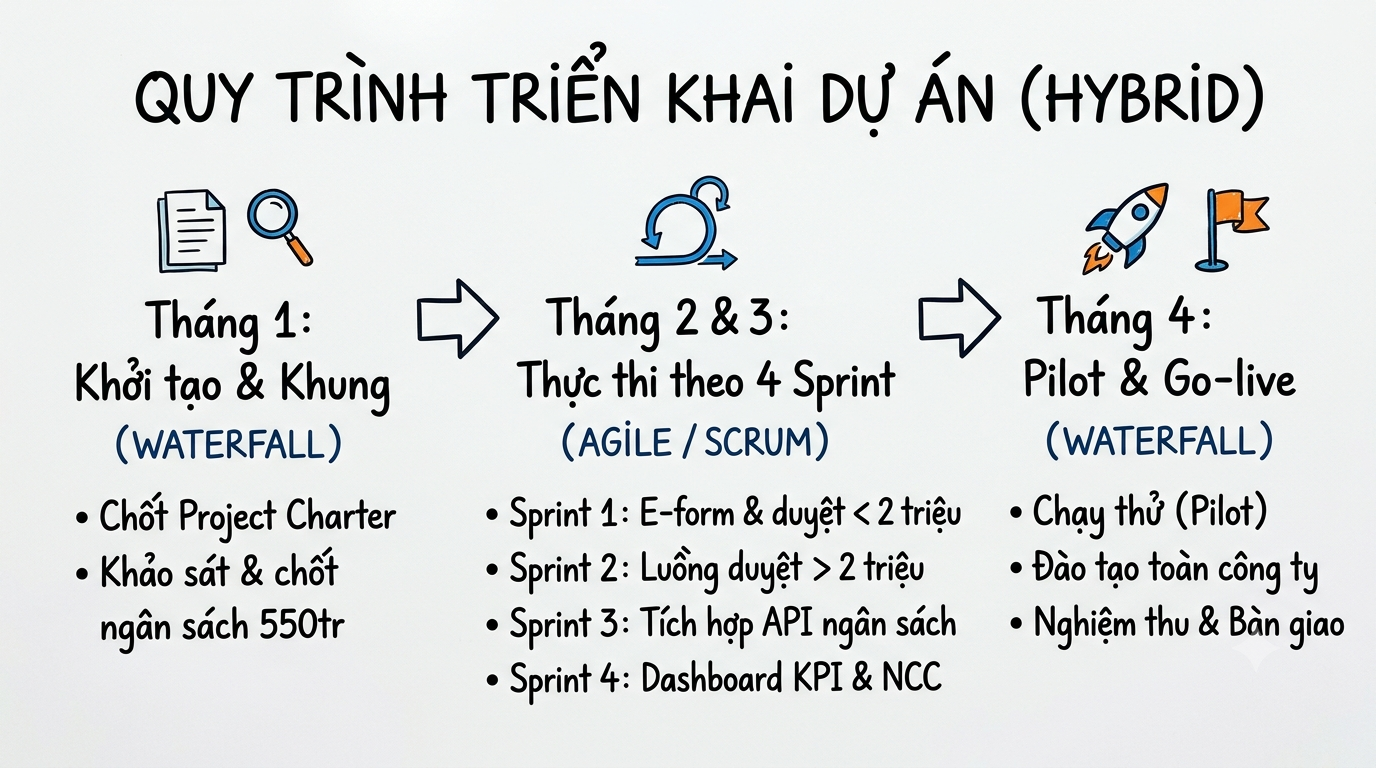 QUY TRÌNH TRIỂN KHAI DỰ ÁN (HYBRID)
Tháng 1:
Khởi tạo & Khung
(WATERFALL)
• Chốt Project Charter
• Khảo sát & chốt
ngân sách 550tr
Tháng 2 & 3:
Thực thi theo 4 Sprint
(AGILE / SCRUM)
• Sprint 1: E-form & duyệt < 2 triệu
• Sprint 2: Luồng duyệt > 2 triệu
• Sprint 3: Tích hợp API ngân sách
• Sprint 4: Dashboard KPI & NCC
Tháng 4:
Pilot & Go-live
(WATERFALL)
• Chạy thử (Pilot)
• Đào tạo toàn công ty
• Nghiệm thu & Bàn giao